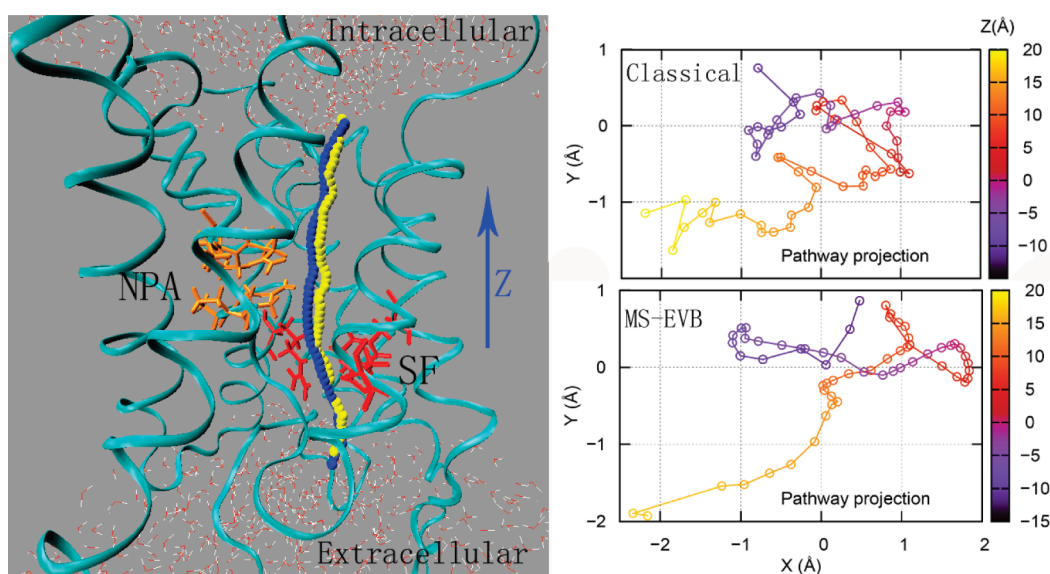 Intracellular
NPA
Z
SF
Extracellular
Z(Å)
Classical
Y (Å)
1
0
−1
−2
Pathway projection
20
15
10
5
0
−5
−10
MS-EVB
Y (Å)
1
0
−1
−2
Pathway projection
−2
−1
0
1
2
X (Å)
20
15
10
5
0
−5
−10
−15